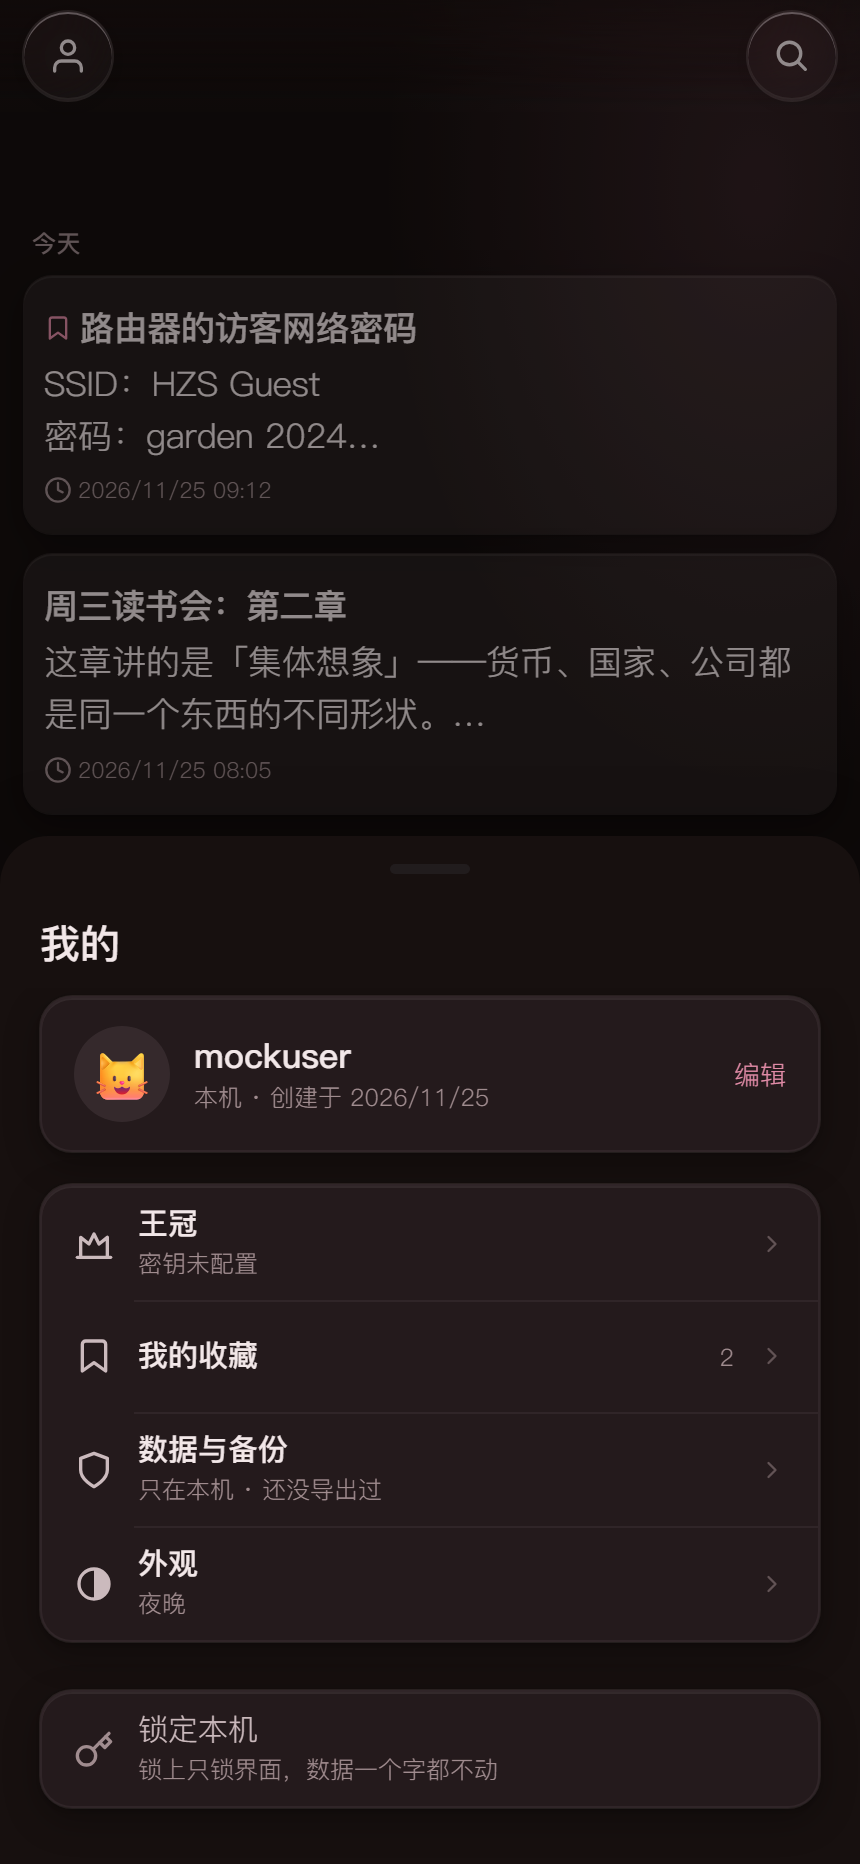 今天
路由器的访客网络密码
SSID：HZS Guest
密码：garden 2024…
2026/11/25 09:12
周三读书会：第二章
这章讲的是「集体想象」——货币、国家、公司都
是同一个东西的不同形状。…
2026/11/25 08:05
我的
mockuser
本机 · 创建于 2026/11/25
编辑
王冠
密钥未配置
我的收藏
2
数据与备份
只在本机 · 还没导出过
外观
夜晚
锁定本机
锁上只锁界面，数据一个字都不动